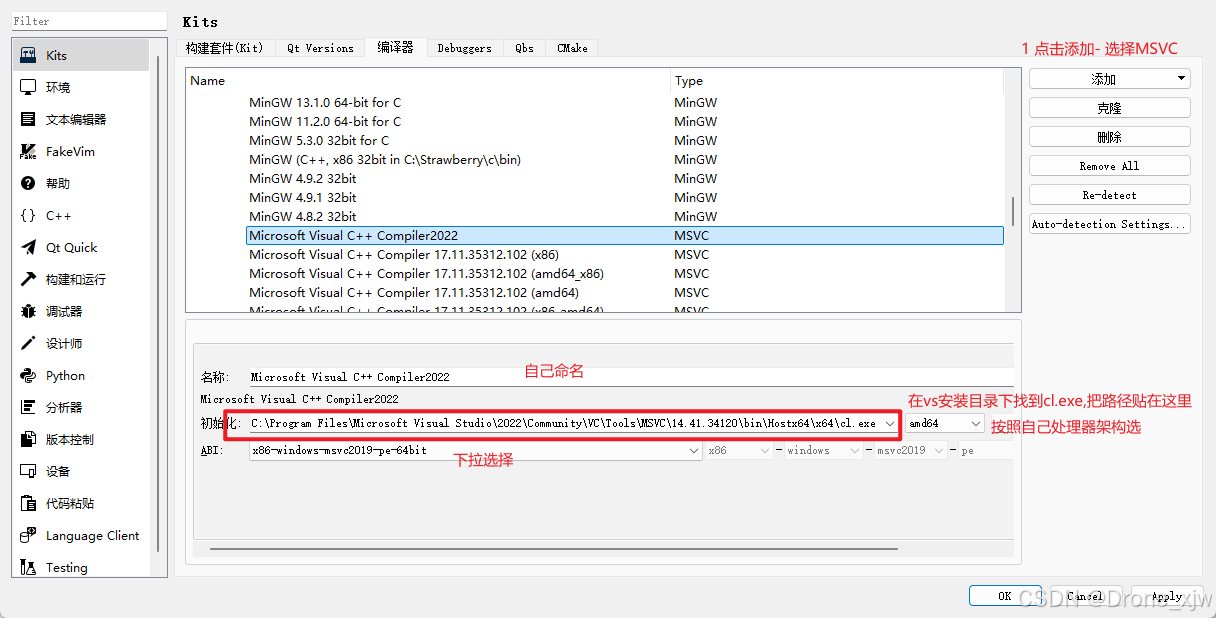 Filter
Kits
环境
文本编辑器
FakeVim
帮助
C++
Qt Quick
构建和运行
调试器
设计师
Python
分析器
版本控制
设备
代码粘贴
Language Client
Testing
Kits
构建套件(Kit) Qt Versions 编译器 Debuggers Qbs CMake
1 点击添加- 选择MSVC
Name Type
MinGW 13.1.0 64-bit for C MinGW
MinGW 11.2.0 64-bit for C MinGW
MinGW 5.3.0 32bit for C MinGW
MinGW (C++, x86 32bit in C:\Strawberry\c\bin) MinGW
MinGW 4.9.2 32bit MinGW
MinGW 4.9.1 32bit MinGW
MinGW 4.8.2 32bit MinGW
Microsoft Visual C++ Compiler2022 MSVC
Microsoft Visual C++ Compiler 17.11.35312.102 (x86) MSVC
Microsoft Visual C++ Compiler 17.11.35312.102 (amd64_x86) MSVC
Microsoft Visual C++ Compiler 17.11.35312.102 (amd64) MSVC
Microsoft Visual C++ Compiler 17.11.35312.102 (x86_amd64) MSVC
添加
克隆
删除
Remove All
Re-detect
Auto-detection Settings...
名称: Microsoft Visual C++ Compiler2022 自己命名
Microsoft Visual C++ Compiler2022
在vs安装目录下找到cl.exe,把路径贴在这里
初始化: C:\Program Files\Microsoft Visual Studio\2022\Community\VC\Tools\MSVC\14.41.34120\bin\Hostx64\x64\cl.exe amd64 按照自己处理器架构选
ABI: x86-windows-msvc2019-pe-64bit x86 - windows - msvc2019 - pe
下拉选择
OK Cancel Apply
CSDN @Drone_xjw